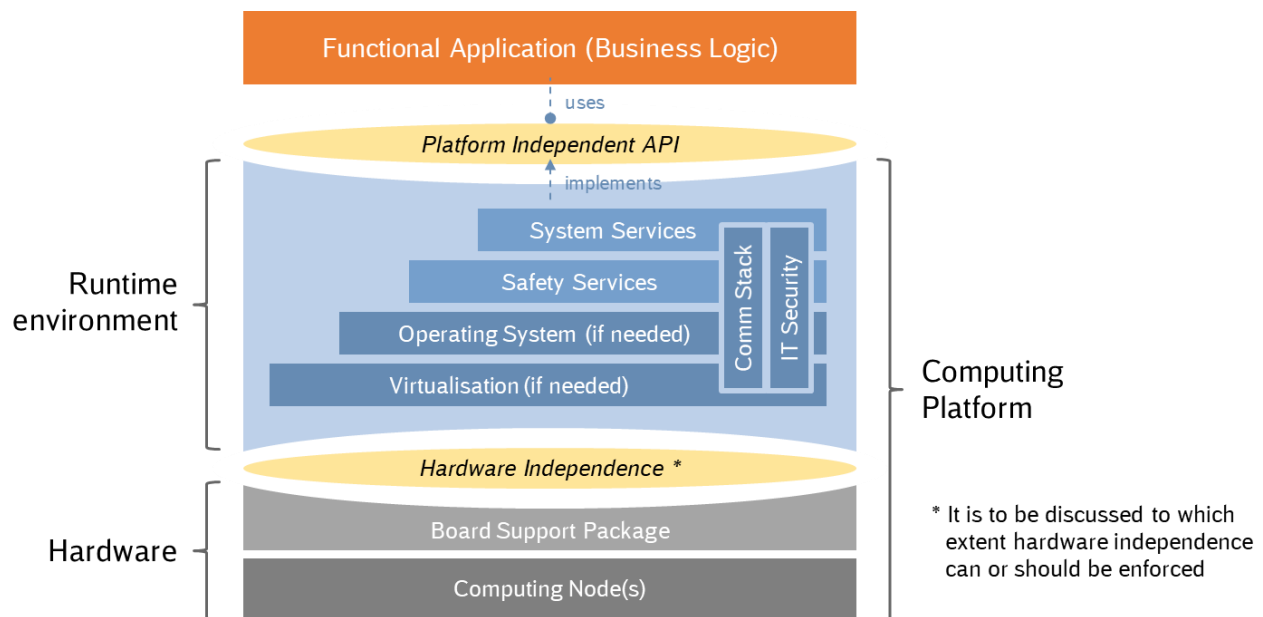 Functional Application (Business Logic)
uses
Platform Independent API
implements
System Services
Safety Services
Operating System (if needed)
Virtualisation (if needed)
Comm Stack
IT Security
Runtime
environment
Computing
Platform
Hardware Independence *
Board Support Package
Computing Node(s)
Hardware
* It is to be discussed to which
extent hardware independence
can or should be enforced